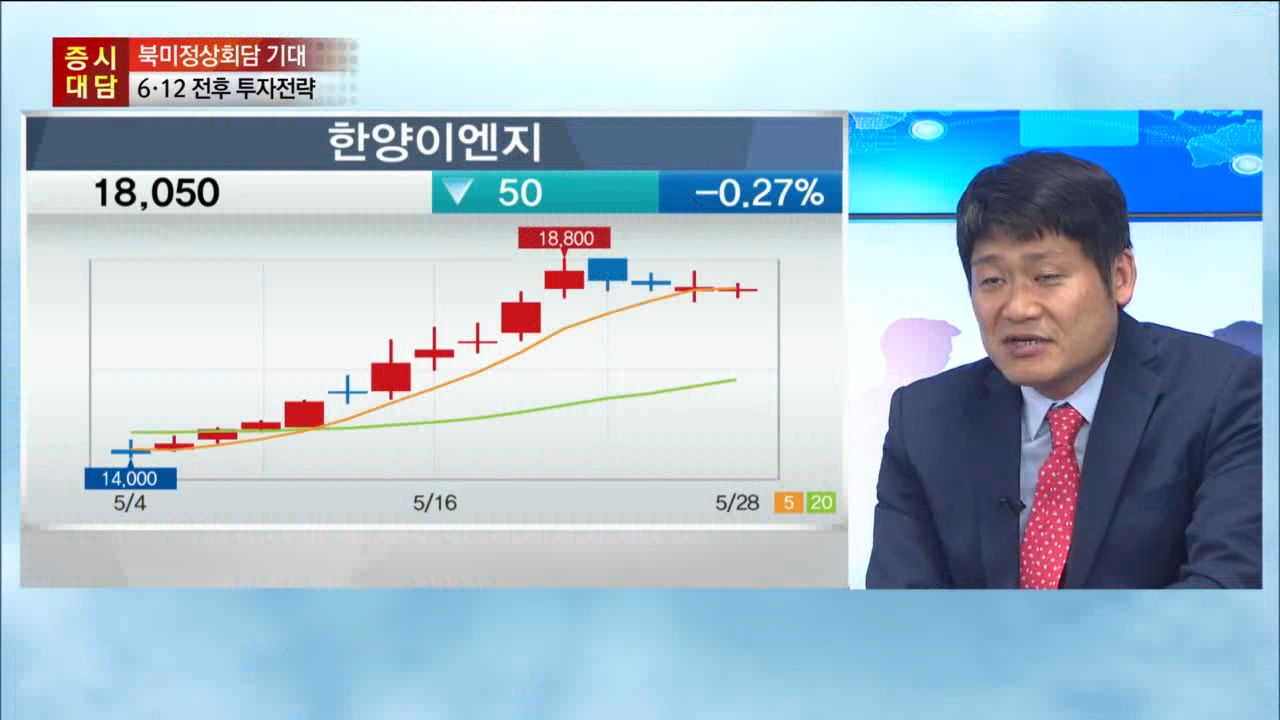 증시
대담
북미정상회담 기대
6·12 전후 투자전략
한양이엔지
18,050 ▼ 50 -0.27%
18,800
14,000
5/4 5/16 5/28 5 20